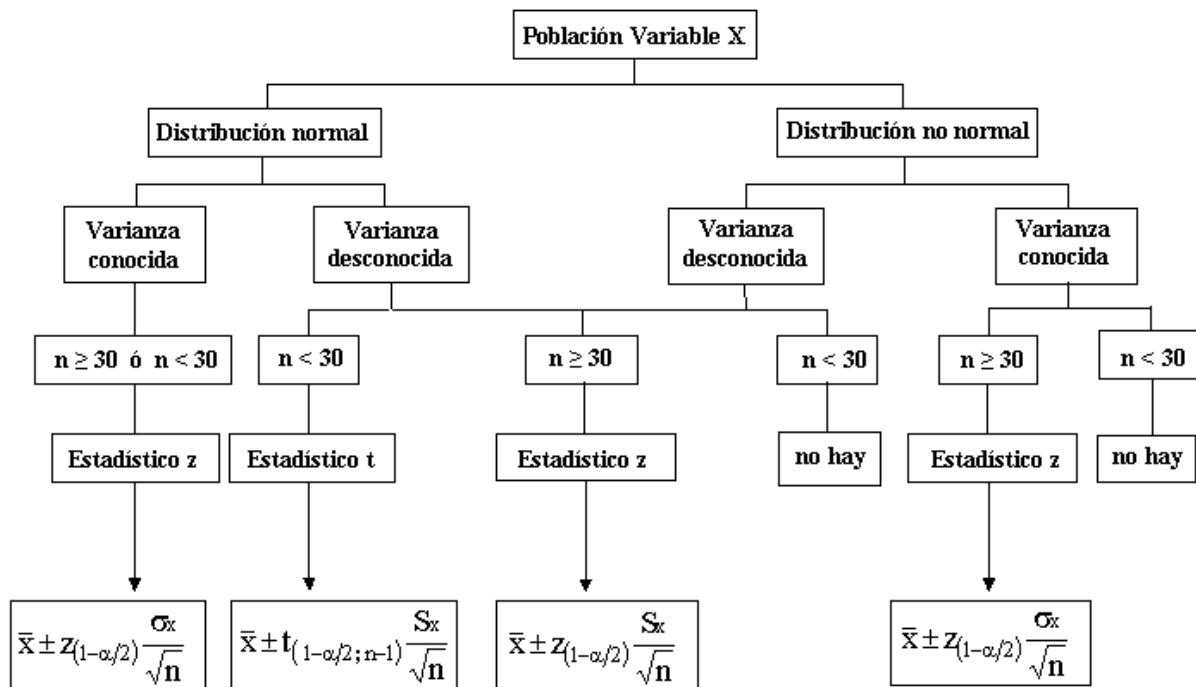 Población Variable X
Distribución normal
Distribución no normal
Varianza
conocida
Varianza
desconocida
Varianza
desconocida
Varianza
conocida
n ≥ 30 ó n < 30
n < 30
n ≥ 30
n < 30
n ≥ 30
n < 30
Estadístico z
Estadístico t
Estadístico z
no hay
Estadístico z
no hay
x̄ ± z(1-α/2) σx/√n
x̄ ± t(1-α/2; n-1) Sx/√n
x̄ ± z(1-α/2) Sx/√n
x̄ ± z(1-α/2) σx/√n